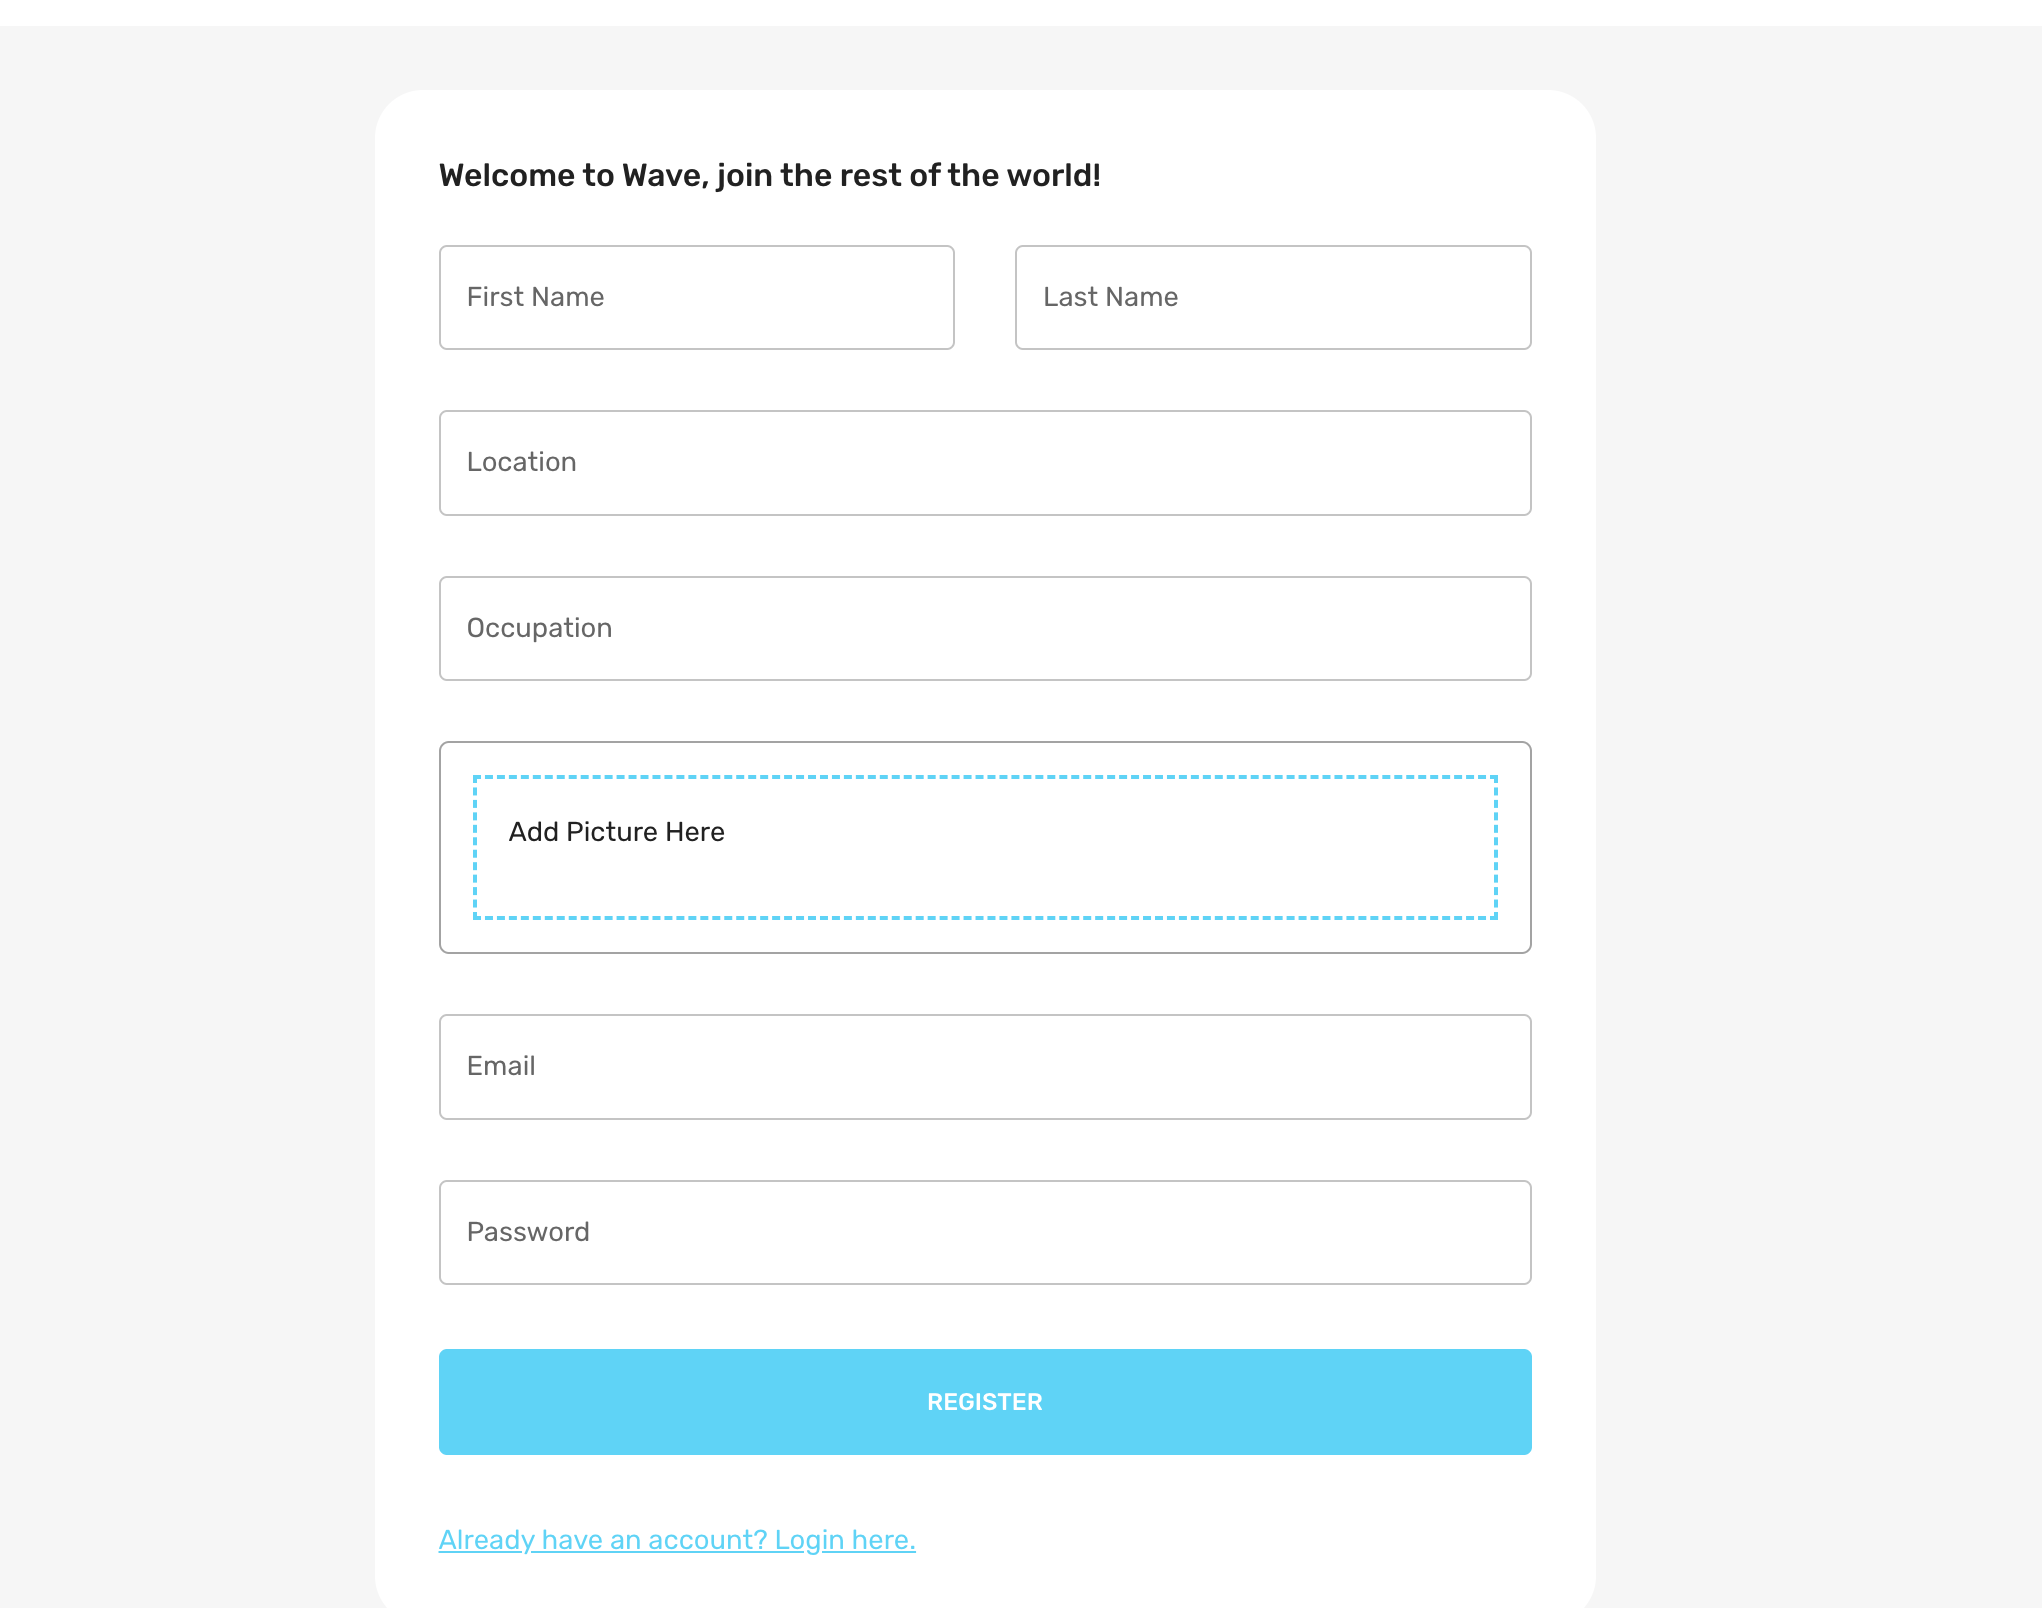 Welcome to Wave, join the rest of the world!
First Name
Last Name
Location
Occupation
Add Picture Here
Email
Password
REGISTER
Already have an account? Login here.